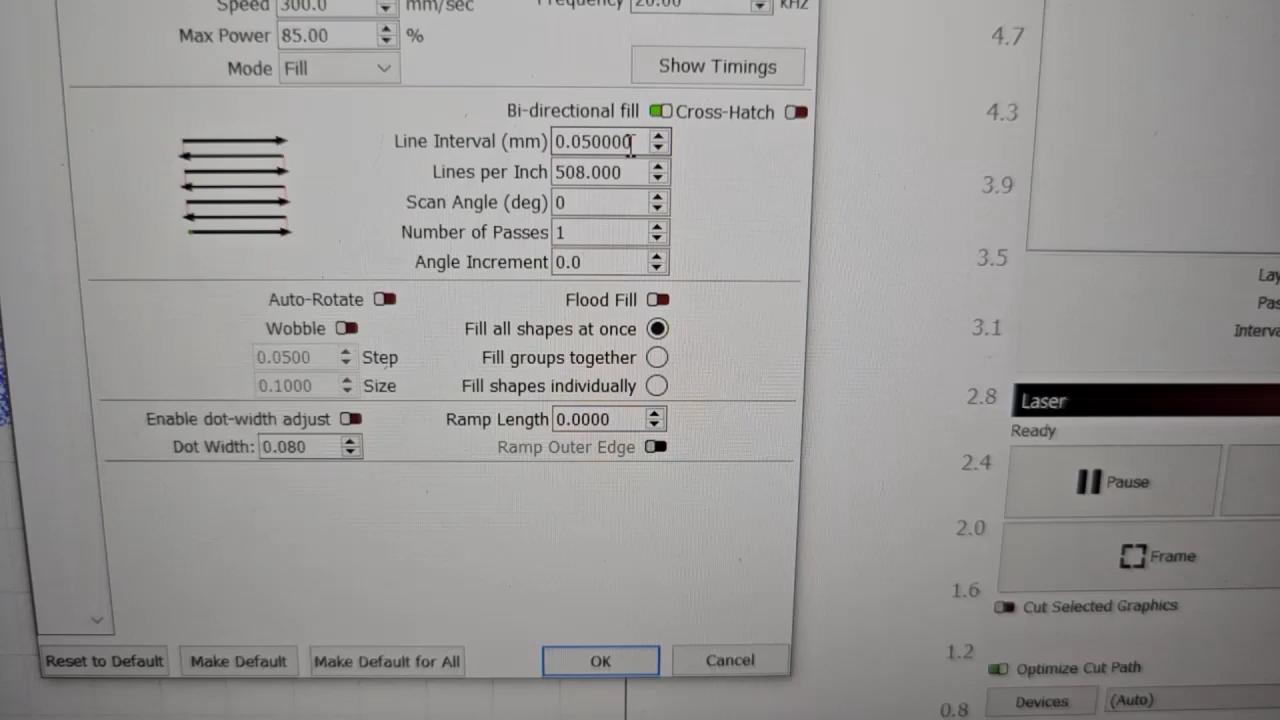 Speed 300.0 mm/sec Frequency 20.00 KHz
Max Power 85.00 %
Mode Fill
Show Timings
Bi-directional fill Cross-Hatch
Line Interval (mm) 0.050000
Lines per Inch 508.000
Scan Angle (deg) 0
Number of Passes 1
Angle Increment 0.0
Auto-Rotate Flood Fill
Wobble Fill all shapes at once
0.0500 Step Fill groups together
0.1000 Size Fill shapes individually
Enable dot-width adjust Ramp Length 0.0000
Dot Width: 0.080 Ramp Outer Edge
Reset to Default Make Default Make Default for All OK Cancel
4.7
4.3
3.9
3.5
3.1
2.8
2.4
2.0
1.6
1.2
0.8
Laser
Ready
Pause
Frame
Cut Selected Graphics
Optimize Cut Path
Devices (Auto)